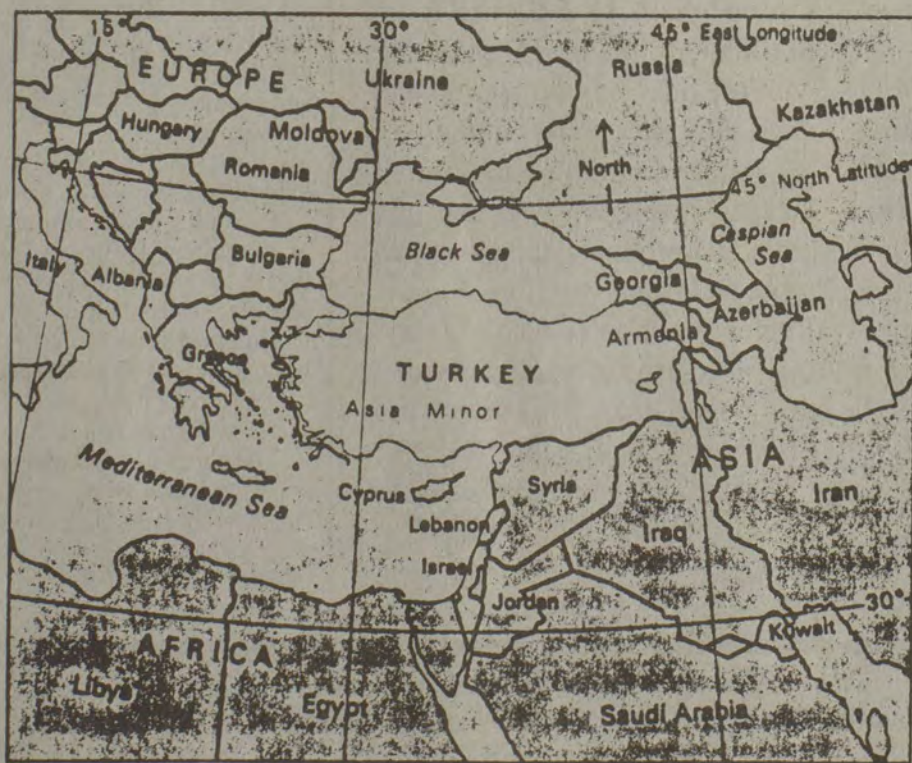 15°
30°
45° East Longitude
EUROPE
Ukraine
Russia
Kazakhstan
Hungary
Moldova
Romania
North
45° North Latitude
Caspian
Sea
Black Sea
Bulgaria
Italy
Albania
Georgia
Azerbaijan
Armenia
Greece
TURKEY
Asia Minor
Mediterranean Sea
ASIA
Cyprus
Syria
Iran
Lebanon
Iraq
Israel
Jordan
30°
Kowait
AFRICA
Libya
Egypt
Saudi Arabia